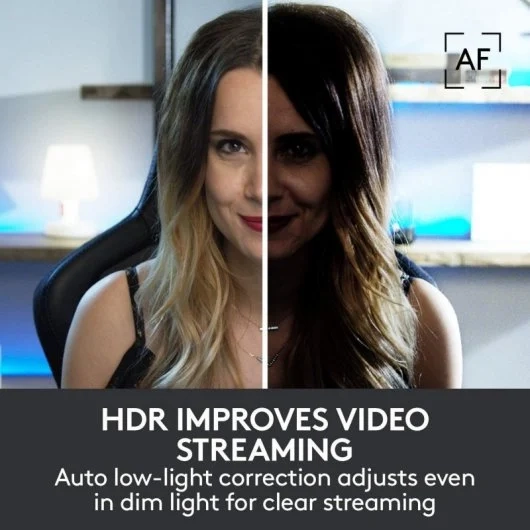 AF
HDR IMPROVES VIDEO
STREAMING
Auto low-light correction adjusts even
in dim light for clear streaming